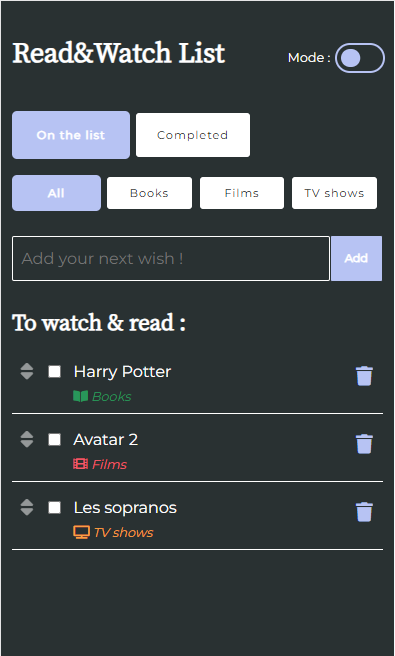 Read&Watch List
Mode :
On the list Completed
All Books Films TV shows
Add your next wish ! Add
To watch & read :
Harry Potter
Books
Avatar 2
Films
Les sopranos
TV shows